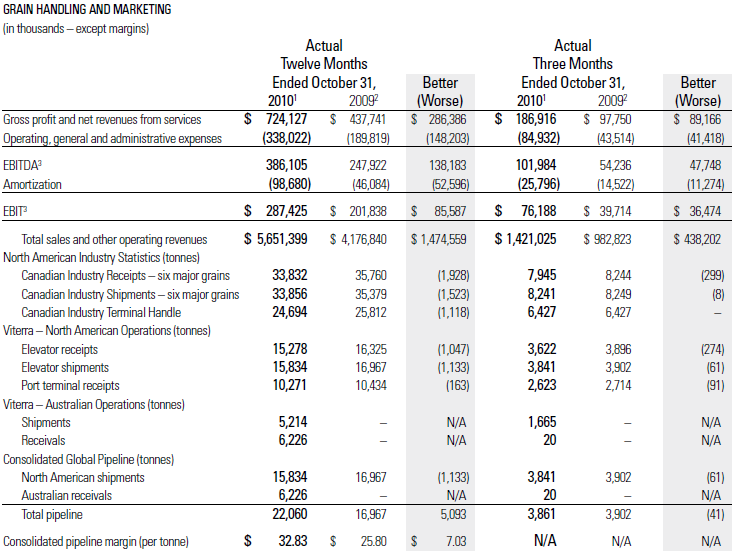 GRAIN HANDLING AND MARKETING
(in thousands – except margins)
Actual Actual
Twelve Months Three Months
Ended October 31, Better Ended October 31, Better
2010¹ 2009² (Worse) 2010¹ 2009² (Worse)
Gross profit and net revenues from services $ 724,127 $ 437,741 $ 286,386 $ 186,916 $ 97,750 $ 89,166
Operating, general and administrative expenses (338,022) (189,819) (148,203) (84,932) (43,514) (41,418)
EBITDA³ 386,105 247,922 138,183 101,984 54,236 47,748
Amortization (98,680) (46,084) (52,596) (25,796) (14,522) (11,274)
EBIT³ $ 287,425 $ 201,838 $ 85,587 $ 76,188 $ 39,714 $ 36,474
Total sales and other operating revenues $ 5,651,399 $ 4,176,840 $ 1,474,559 $ 1,421,025 $ 982,823 $ 438,202
North American Industry Statistics (tonnes)
Canadian Industry Receipts – six major grains 33,832 35,760 (1,928) 7,945 8,244 (299)
Canadian Industry Shipments – six major grains 33,856 35,379 (1,523) 8,241 8,249 (8)
Canadian Industry Terminal Handle 24,694 25,812 (1,118) 6,427 6,427 –
Viterra – North American Operations (tonnes)
Elevator receipts 15,278 16,325 (1,047) 3,622 3,896 (274)
Elevator shipments 15,834 16,967 (1,133) 3,841 3,902 (61)
Port terminal receipts 10,271 10,434 (163) 2,623 2,714 (91)
Viterra – Australian Operations (tonnes)
Shipments 5,214 – N/A 1,665 – N/A
Receivals 6,226 – N/A 20 – N/A
Consolidated Global Pipeline (tonnes)
North American shipments 15,834 16,967 (1,133) 3,841 3,902 (61)
Australian receivals 6,226 – N/A 20 – N/A
Total pipeline 22,060 16,967 5,093 3,861 3,902 (41)
Consolidated pipeline margin (per tonne) $ 32.83 $ 25.80 $ 7.03 N/A N/A N/A